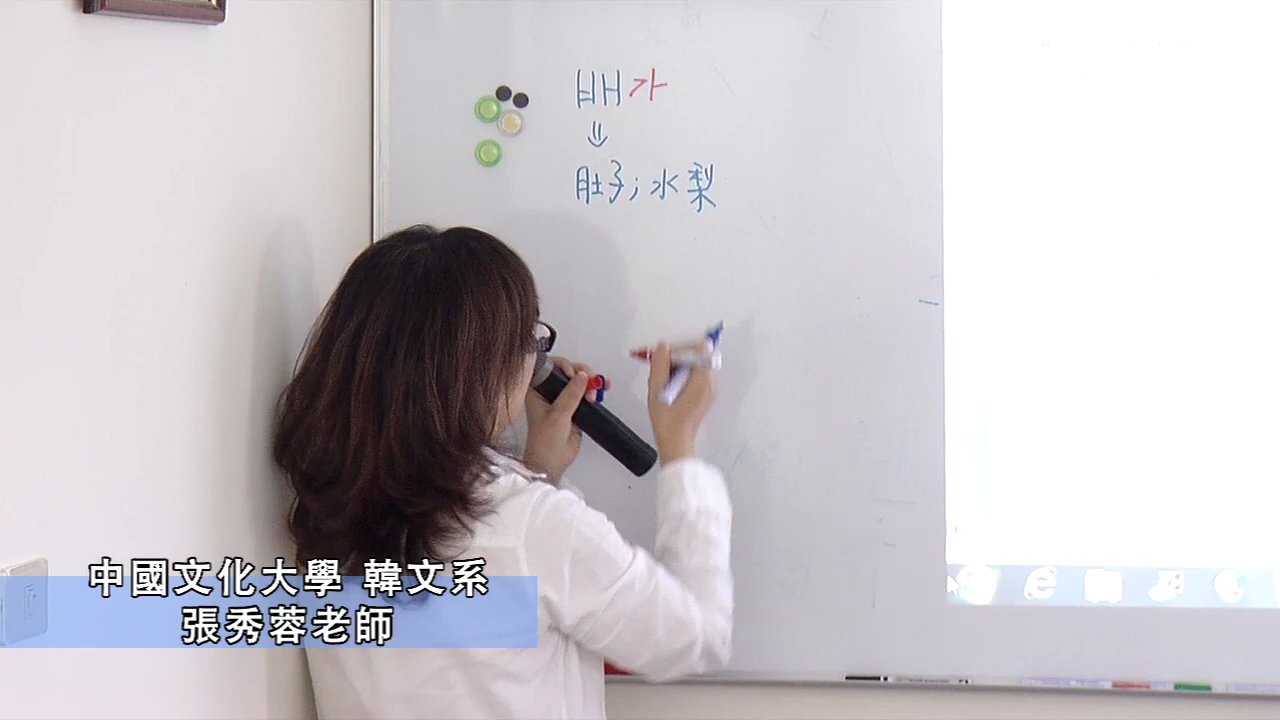 배가
⇓
肚子；水梨
中國文化大學 韓文系
張秀蓉老師